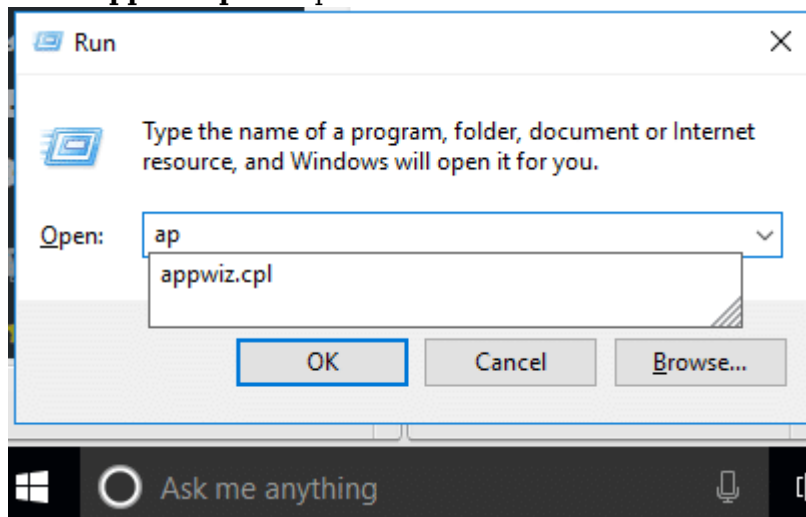 Run
Type the name of a program, folder, document or Internet
resource, and Windows will open it for you.
Open:
ap
appwiz.cpl
OK
Cancel
Browse...
Ask me anything